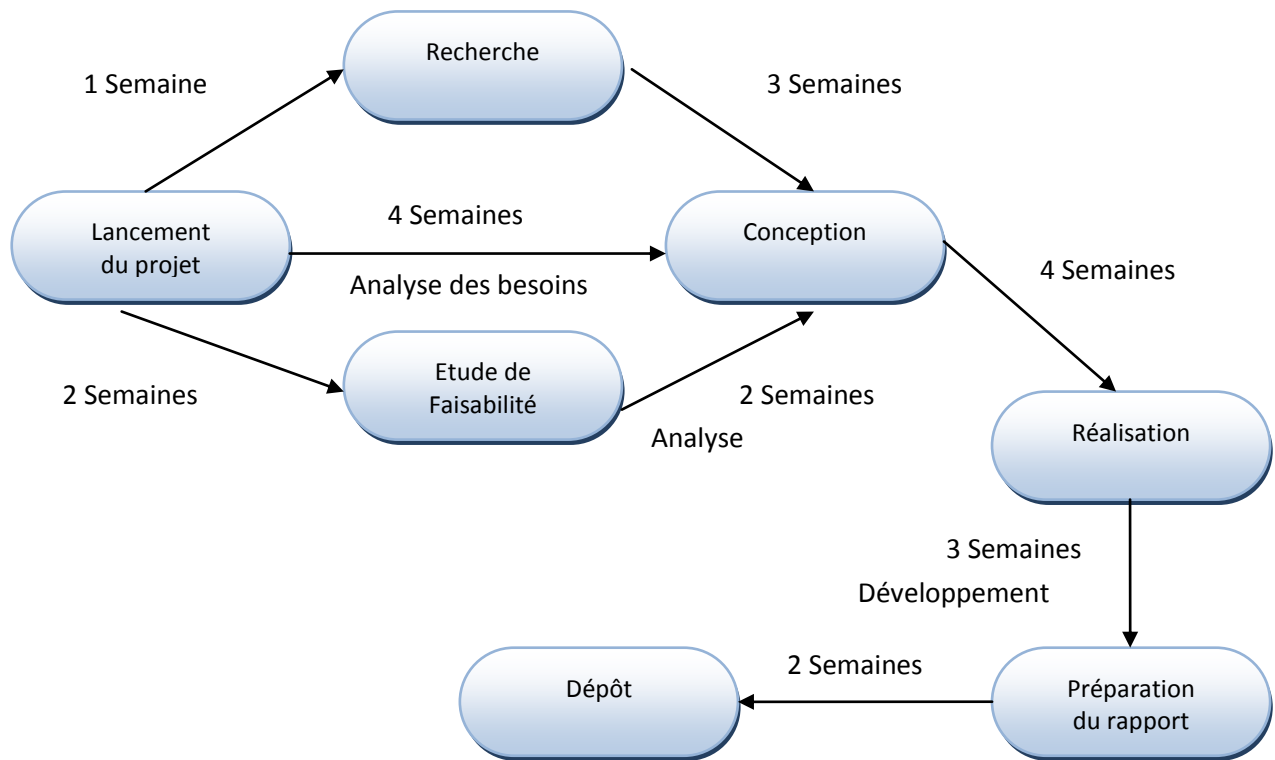 Recherche
1 Semaine
3 Semaines
Lancement
du projet
4 Semaines
Analyse des besoins
Conception
4 Semaines
2 Semaines
Etude de
Faisabilité
2 Semaines
Analyse
Réalisation
3 Semaines
Développement
Dépôt
2 Semaines
Préparation
du rapport